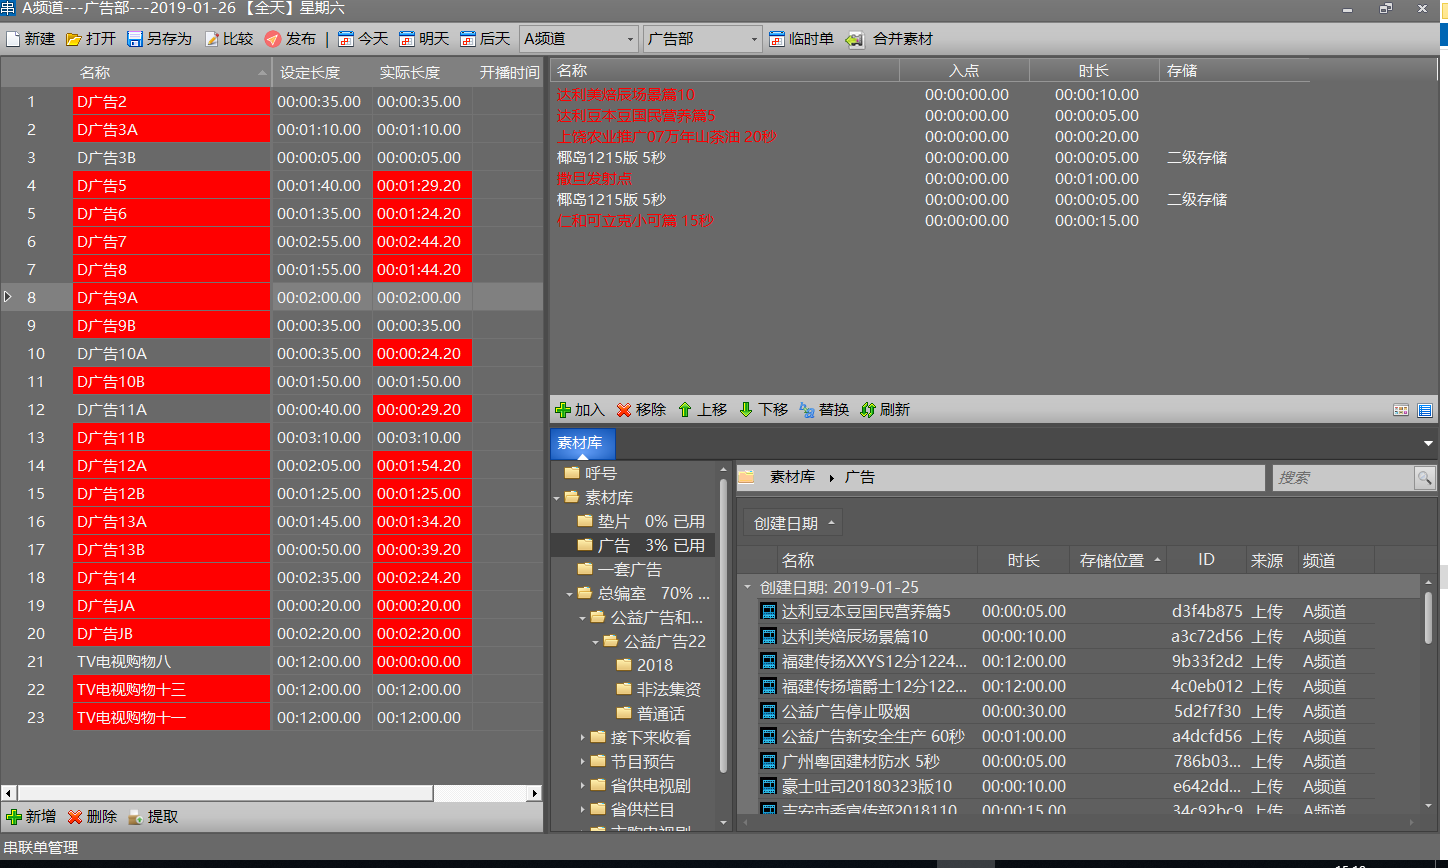 串 A频道---广告部---2019-01-26 【全天】 星期六
新建 打开 另存为 比较 发布 | 今天 明天 后天 A频道 广告部 临时单 合并素材
名称 设定长度 实际长度 开播时间
1 D广告2 00:00:35.00 00:00:35.00
2 D广告3A 00:01:10.00 00:01:10.00
3 D广告3B 00:00:05.00 00:00:05.00
4 D广告5 00:01:40.00 00:01:29.20
5 D广告6 00:01:35.00 00:01:24.20
6 D广告7 00:02:55.00 00:02:44.20
7 D广告8 00:01:55.00 00:01:44.20
8 D广告9A 00:02:00.00 00:02:00.00
9 D广告9B 00:00:35.00 00:00:35.00
10 D广告10A 00:00:35.00 00:00:24.20
11 D广告10B 00:01:50.00 00:01:50.00
12 D广告11A 00:00:40.00 00:00:29.20
13 D广告11B 00:03:10.00 00:03:10.00
14 D广告12A 00:02:05.00 00:01:54.20
15 D广告12B 00:01:25.00 00:01:25.00
16 D广告13A 00:01:45.00 00:01:34.20
17 D广告13B 00:00:50.00 00:00:39.20
18 D广告14 00:02:35.00 00:02:24.20
19 D广告JA 00:00:20.00 00:00:20.00
20 D广告JB 00:02:20.00 00:02:20.00
21 TV电视购物八 00:12:00.00 00:00:00.00
22 TV电视购物十三 00:12:00.00 00:12:00.00
23 TV电视购物十一 00:12:00.00 00:12:00.00
新增 删除 提取
名称 入点 时长 存储
达利美焙辰场景篇10 00:00:00.00 00:00:10.00
达利豆本豆国民营养篇5 00:00:00.00 00:00:05.00
上饶农业推广07万年山茶油 20秒 00:00:00.00 00:00:20.00
椰岛1215版 5秒 00:00:00.00 00:00:05.00 二级存储
撒旦发射点 00:00:00.00 00:01:00.00
椰岛1215版 5秒 00:00:00.00 00:00:05.00 二级存储
仁和可立克小可篇 15秒 00:00:00.00 00:00:15.00
加入 移除 上移 下移 替换 刷新
素材库
呼号
素材库
垫片 0% 已用
广告 3% 已用
一套广告
总编室 70% ...
公益广告和...
公益广告22
2018
非法集资
普通话
接下来收看
节目预告
省供电视剧
省供栏目
市购电视剧
素材库 广告 搜索
创建日期
名称 时长 存储位置 ID 来源 频道
创建日期: 2019-01-25
达利豆本豆国民营养篇5 00:00:05.00 d3f4b875 上传 A频道
达利美焙辰场景篇10 00:00:10.00 a3c72d56 上传 A频道
福建传扬XXYS12分1224... 00:12:00.00 9b33f2d2 上传 A频道
福建传扬墙爵士12分122... 00:12:00.00 4c0eb012 上传 A频道
公益广告停止吸烟 00:00:30.00 5d2f7f30 上传 A频道
公益广告新安全生产 60秒 00:01:00.00 a4dcfd56 上传 A频道
广州粤固建材防水 5秒 00:00:05.00 786b03... 上传 A频道
豪士吐司20180323版10 00:00:10.00 e642dd... 上传 A频道
吉安市委宣传部2018110 00:00:15.00 34c92bc9 上传 A频道
串联单管理